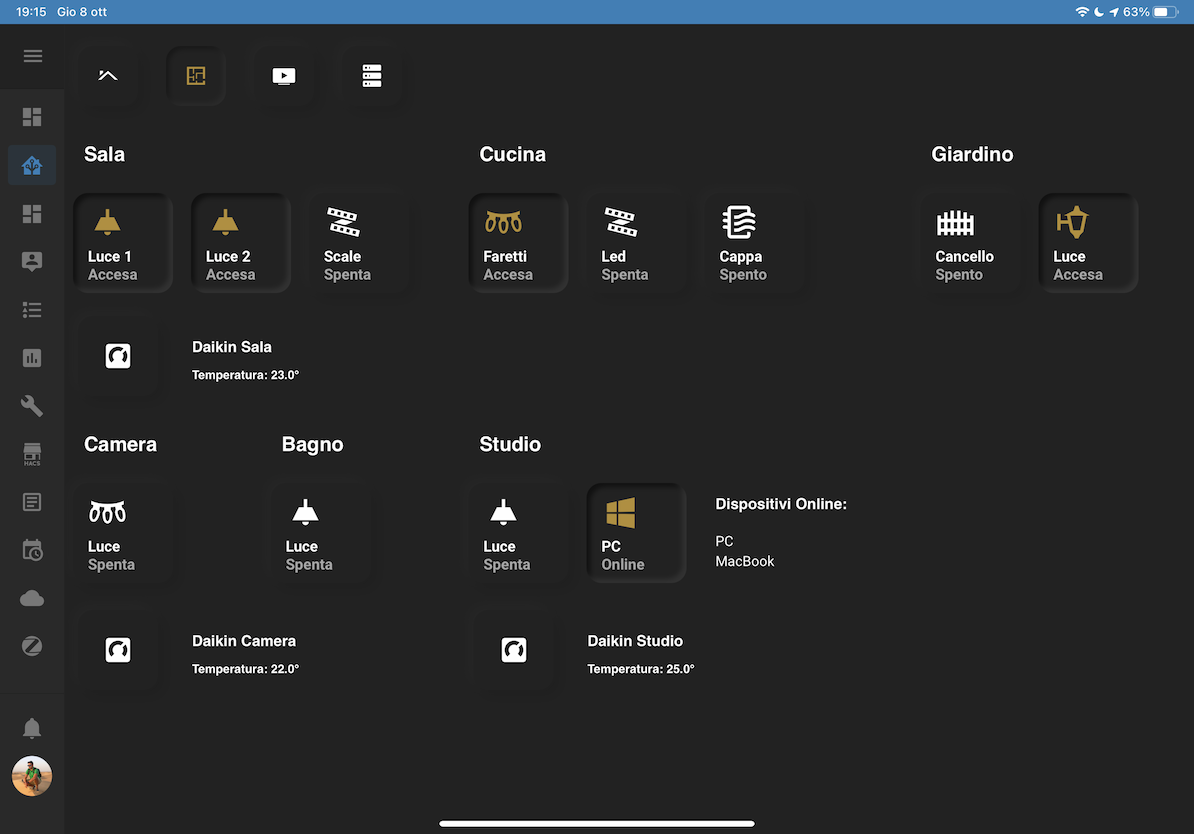 19:15 Gio 8 ott 63%
Sala Cucina Giardino
Luce 1 Luce 2 Scale Faretti Led Cappa Cancello Luce
Accesa Accesa Spenta Accesa Spenta Spento Spento Accesa
Daikin Sala
Temperatura: 23.0°
Camera Bagno Studio
HACS
Dispositivi Online:
PC
MacBook
Luce Luce Luce PC
Spenta Spenta Spenta Online
Daikin Camera Daikin Studio
Temperatura: 22.0° Temperatura: 25.0°